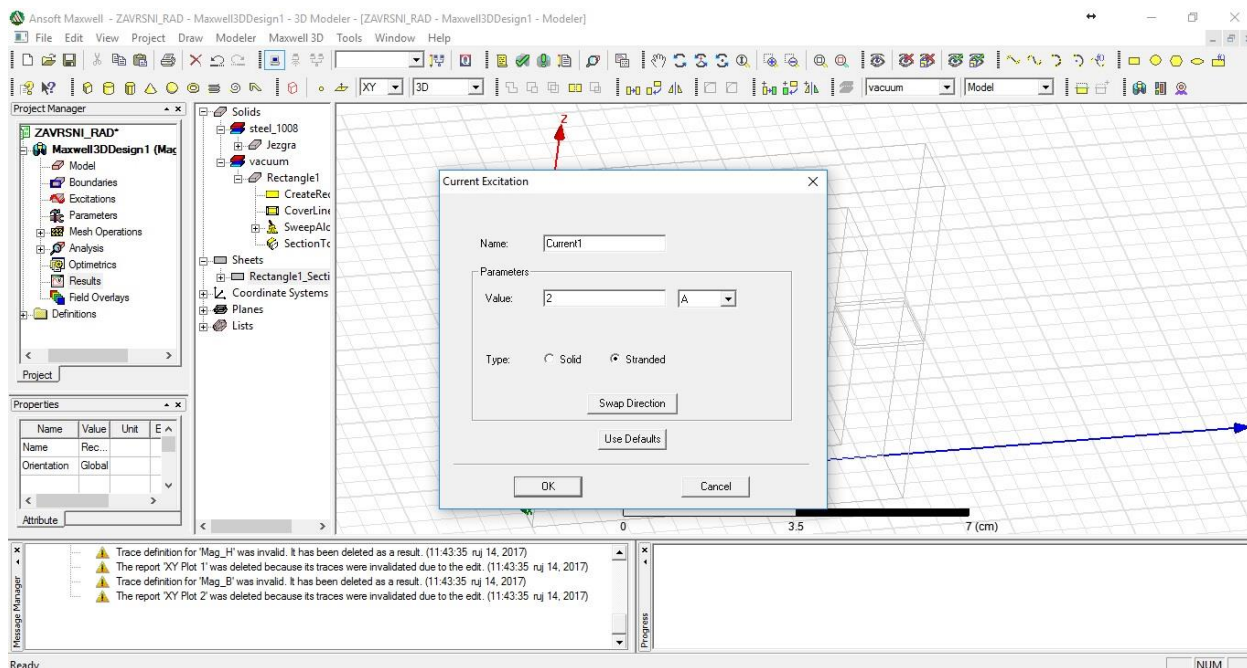 Ansoft Maxwell - ZAVRSNI_RAD - Maxwell3DDesign1 - 3D Modeler - [ZAVRSNI_RAD - Maxwell3DDesign1 - Modeler]
File Edit View Project Draw Modeler Maxwell 3D Tools Window Help
XY 3D vacuum Model
Project Manager
ZAVRSNI_RAD*
Maxwell3DDesign1 (Mag
Model
Boundaries
Excitations
Parameters
Mesh Operations
Analysis
Optimetrics
Results
Field Overlays
Definitions
Project
Solids
steel_1008
Jezgra
vacuum
Rectangle1
CreateRec
CoverLine
SweepAlo
SectionTo
Sheets
Rectangle1_Secti
Coordinate Systems
Planes
Lists
Properties
Name Value Unit E
Name Rec...
Orientation Global
Attribute
z
Current Excitation
Name: Current1
Parameters
Value: 2 A
Type: Solid Stranded
Swap Direction
Use Defaults
OK Cancel
0 3.5 7 (cm)
Message Manager
Trace definition for 'Mag_H' was invalid. It has been deleted as a result. (11:43:35 ruj 14, 2017)
The report 'XY Plot 1' was deleted because its traces were invalidated due to the edit. (11:43:35 ruj 14, 2017)
Trace definition for 'Mag_B' was invalid. It has been deleted as a result. (11:43:35 ruj 14, 2017)
The report 'XY Plot 2' was deleted because its traces were invalidated due to the edit. (11:43:35 ruj 14, 2017)
Progress
Ready NUM